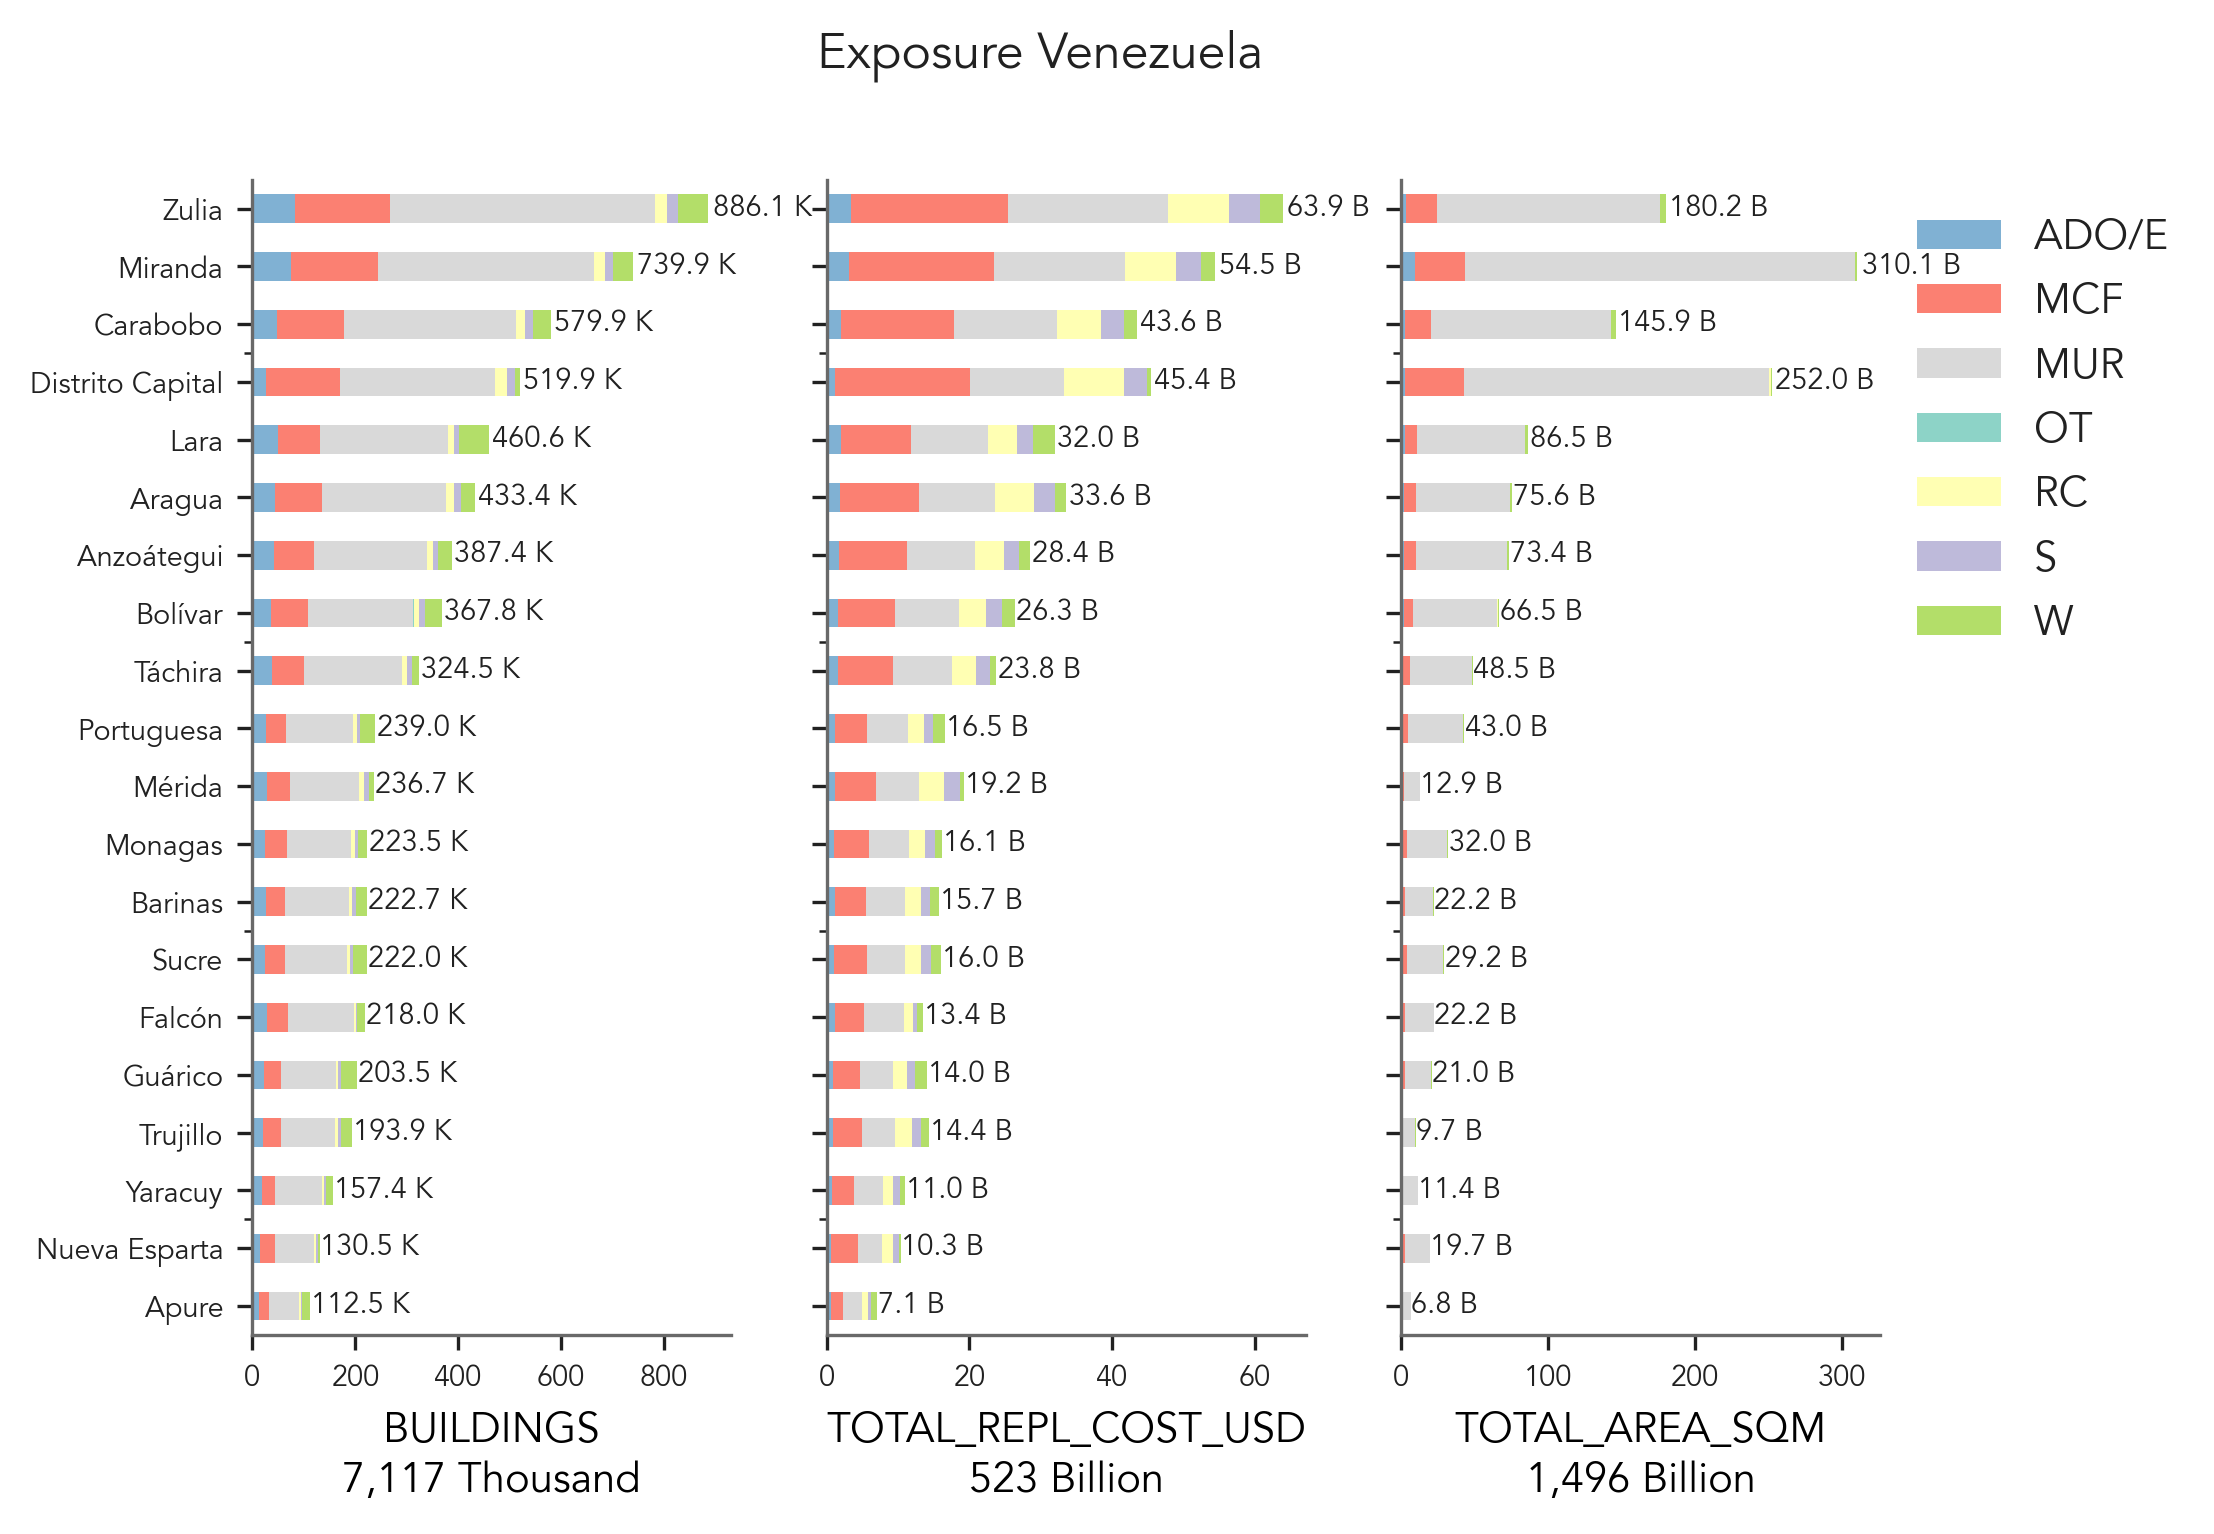 Exposure Venezuela
Zulia
Miranda
Carabobo
Distrito Capital
Lara
Aragua
Anzoátegui
Bolívar
Táchira
Portuguesa
Mérida
Monagas
Barinas
Sucre
Falcón
Guárico
Trujillo
Yaracuy
Nueva Esparta
Apure
886.1 K
739.9 K
579.9 K
519.9 K
460.6 K
433.4 K
387.4 K
367.8 K
324.5 K
239.0 K
236.7 K
223.5 K
222.7 K
222.0 K
218.0 K
203.5 K
193.9 K
157.4 K
130.5 K
112.5 K
0 200 400 600 800
BUILDINGS
7,117 Thousand
63.9 B
54.5 B
43.6 B
45.4 B
32.0 B
33.6 B
28.4 B
26.3 B
23.8 B
16.5 B
19.2 B
16.1 B
15.7 B
16.0 B
13.4 B
14.0 B
14.4 B
11.0 B
10.3 B
7.1 B
0 20 40 60
TOTAL_REPL_COST_USD
523 Billion
180.2 B
310.1 B
145.9 B
252.0 B
86.5 B
75.6 B
73.4 B
66.5 B
48.5 B
43.0 B
12.9 B
32.0 B
22.2 B
29.2 B
22.2 B
21.0 B
9.7 B
11.4 B
19.7 B
6.8 B
0 100 200 300
TOTAL_AREA_SQM
1,496 Billion
ADO/E
MCF
MUR
OT
RC
S
W